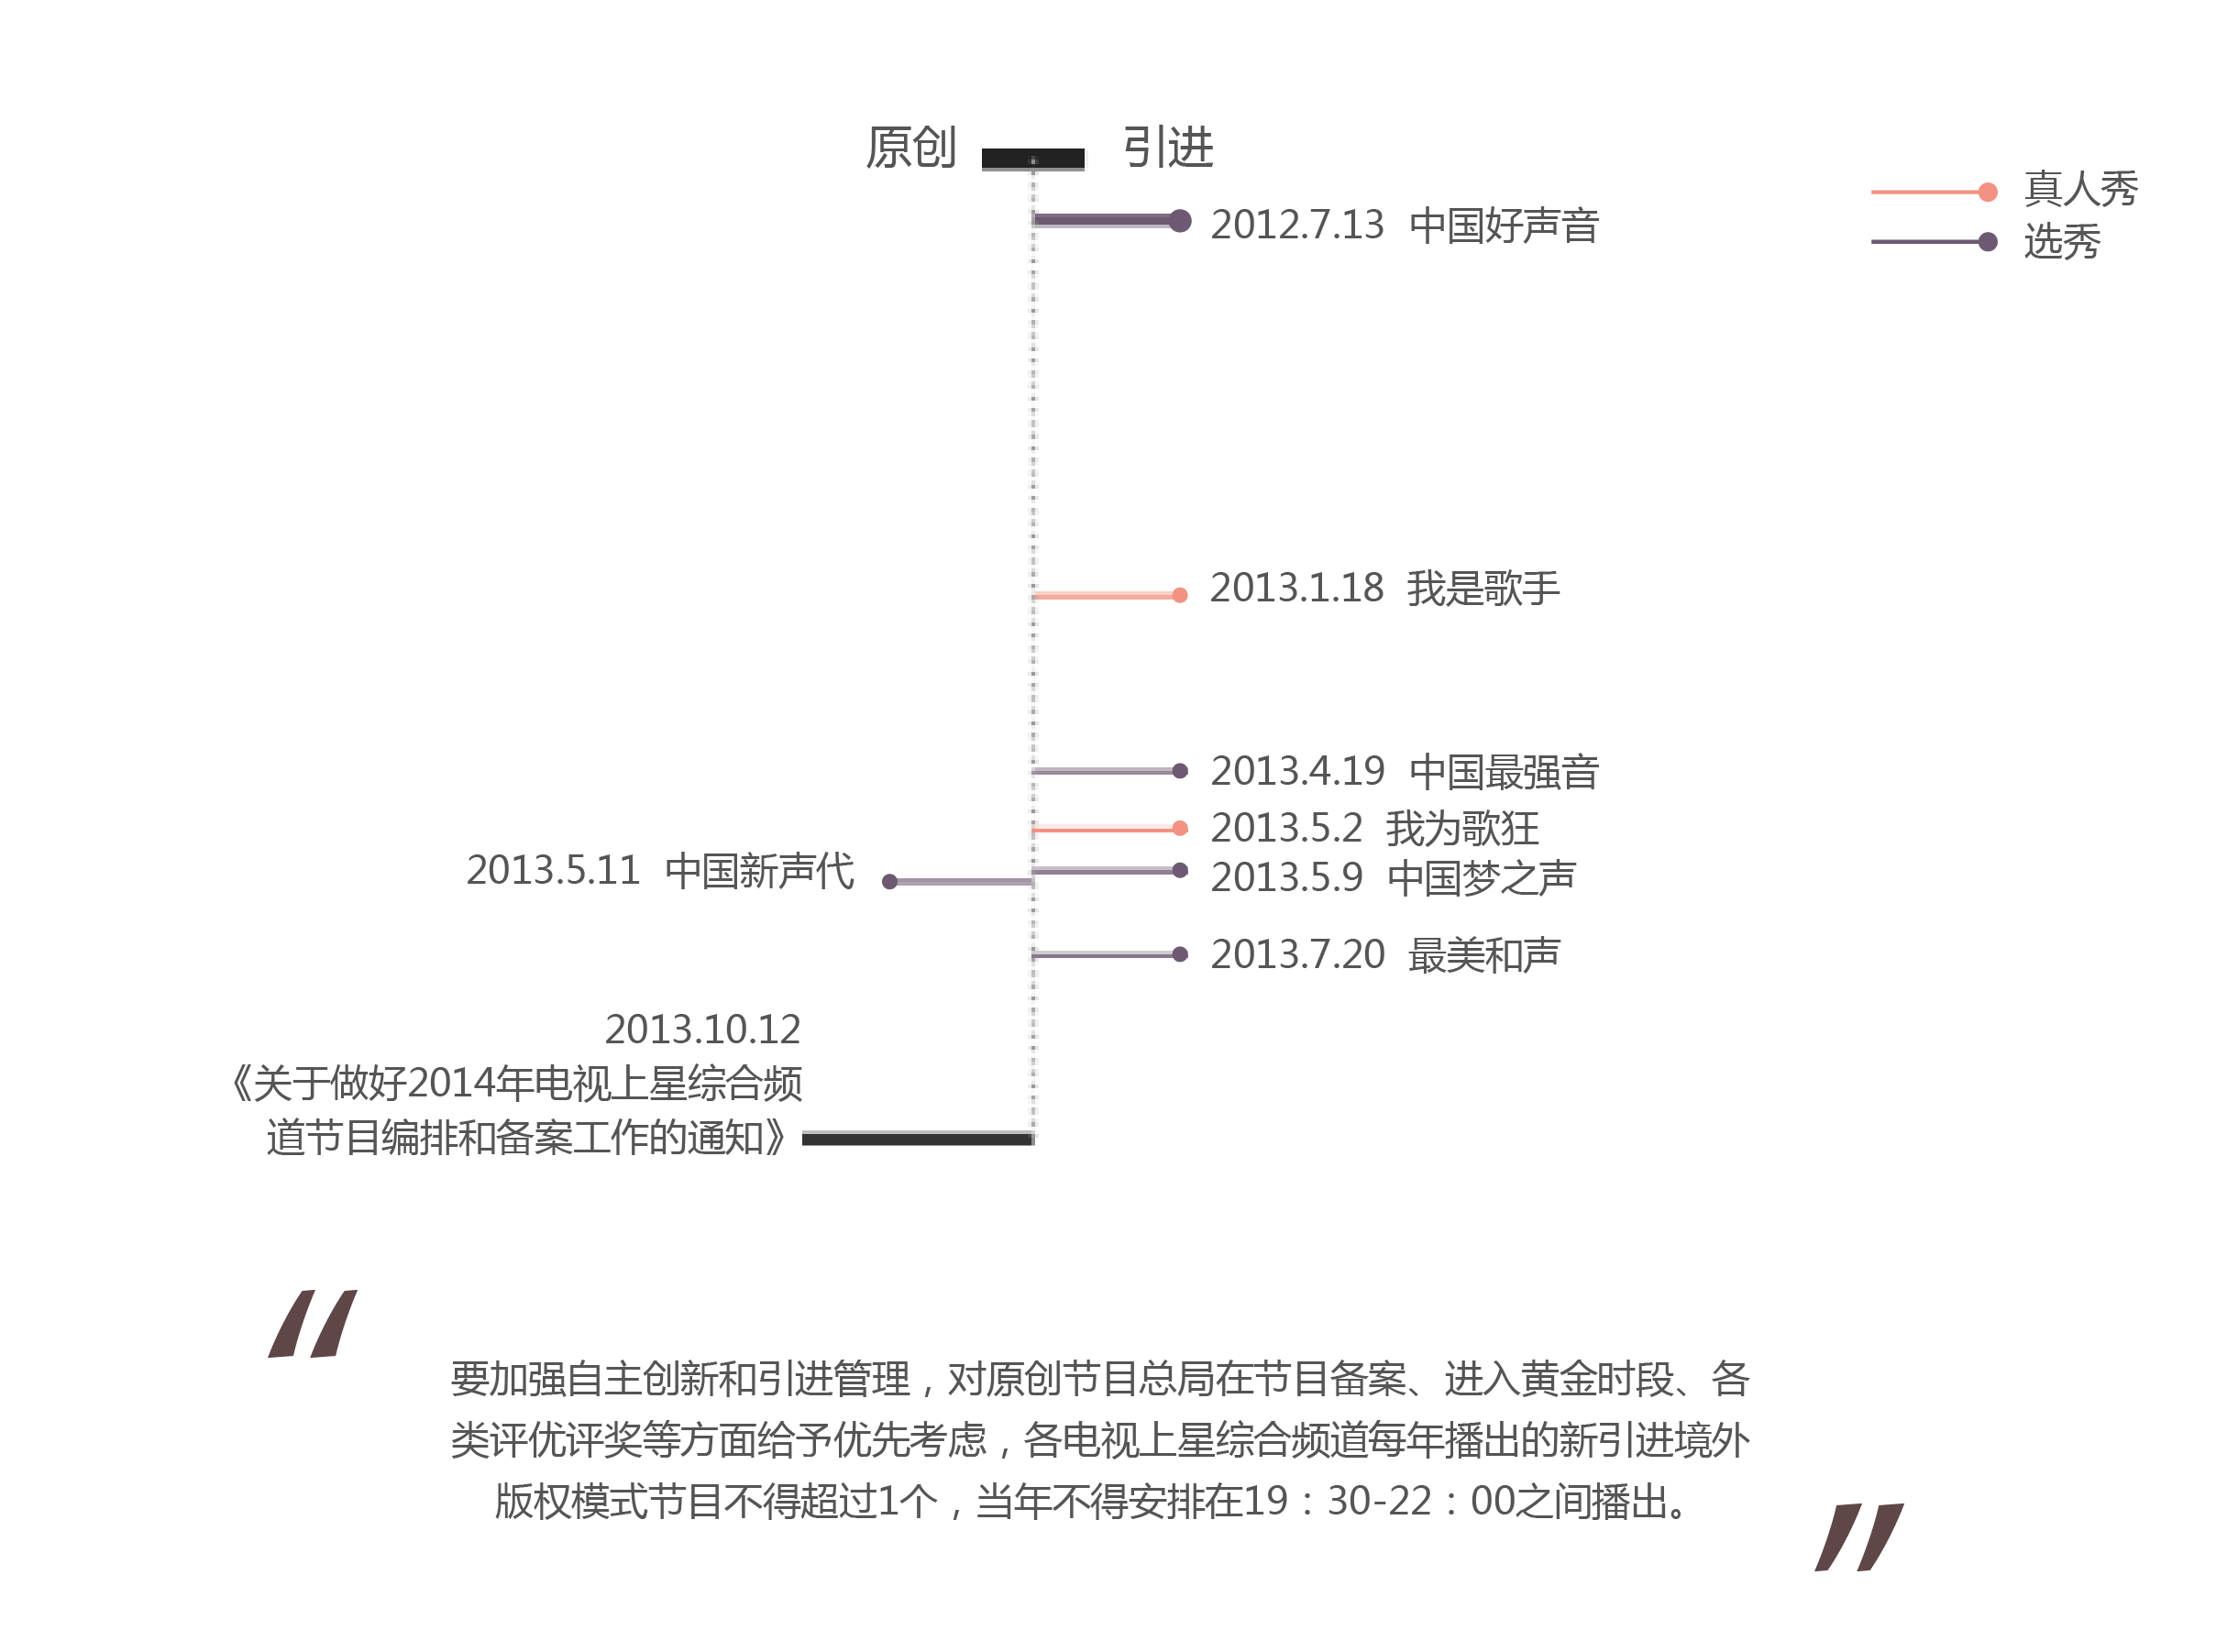 原创 引进
真人秀
选秀
2012.7.13 中国好声音
2013.1.18 我是歌手
2013.4.19 中国最强音
2013.5.2 我为歌狂
2013.5.9 中国梦之声
2013.5.11 中国新声代
2013.7.20 最美和声
2013.10.12
《关于做好2014年电视上星综合频
道节目编排和备案工作的通知》
“
要加强自主创新和引进管理，对原创节目总局在节目备案、进入黄金时段、各
类评优评奖等方面给予优先考虑，各电视上星综合频道每年播出的新引进境外
版权模式节目不得超过1个，当年不得安排在19：30-22：00之间播出。
”